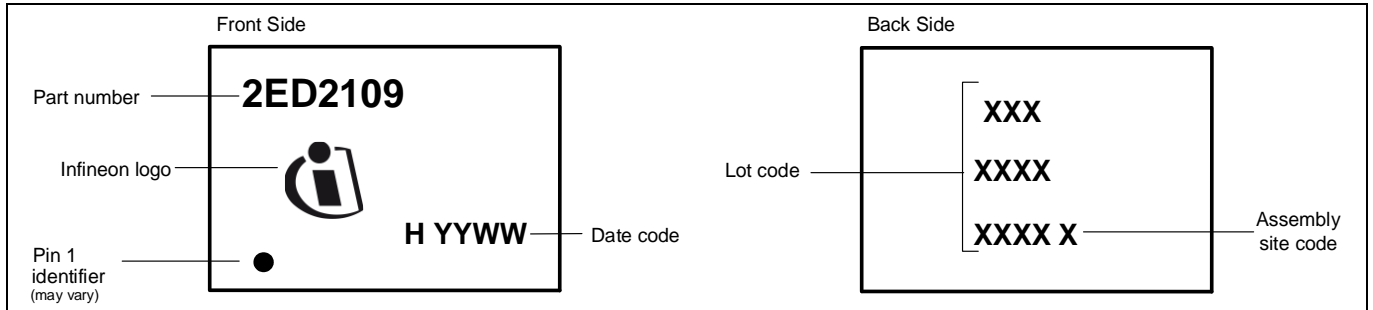 Front Side
Part number
2ED2109
Infineon logo
H YYWW
Date code
Pin 1
identifier
(may vary)
Back Side
Lot code
XXX
XXXX
XXXX X
Assembly
site code